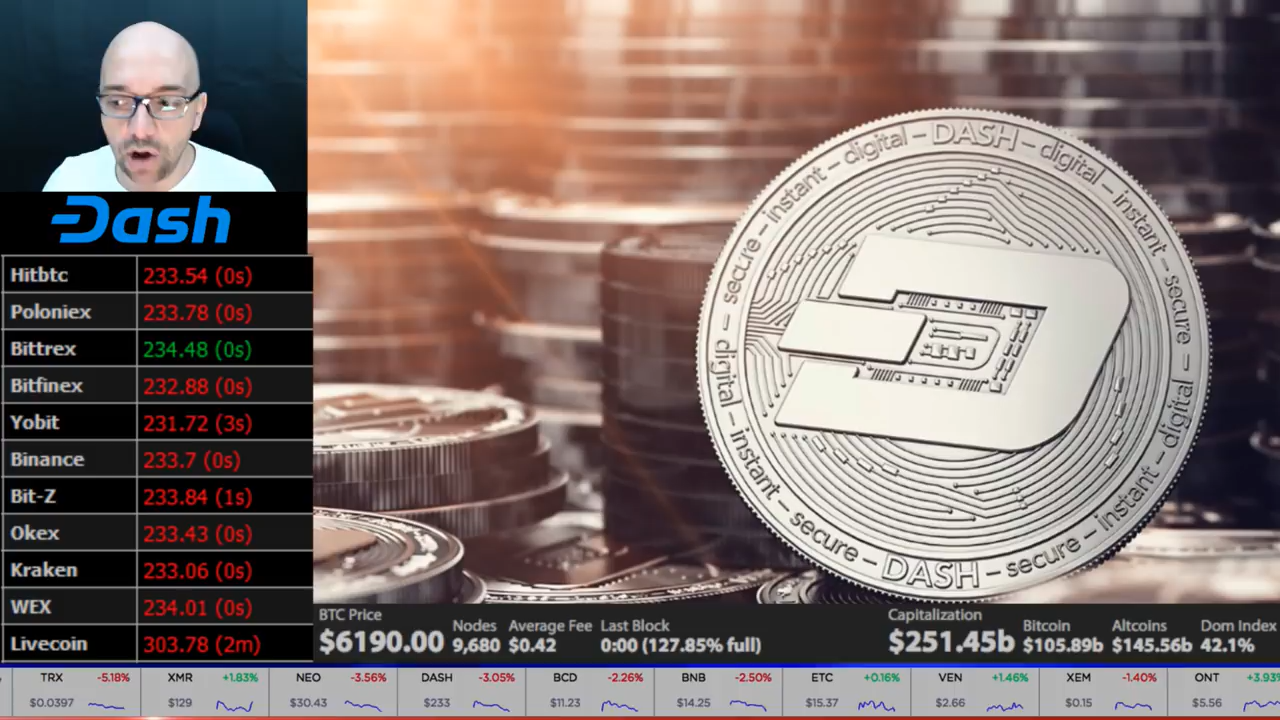 Dash
Hitbtc 233.54 (0s)
Poloniex 233.78 (0s)
Bittrex 234.48 (0s)
Bitfinex 232.88 (0s)
Yobit 231.72 (3s)
Binance 233.7 (0s)
Bit-Z 233.84 (1s)
Okex 233.43 (0s)
Kraken 233.06 (0s)
WEX 234.01 (0s)
Livecoin 303.78 (2m)
digital – instant – secure – instant – digital – DASH – digital – instant – secure – digital – instant – secure – DASH – secure
BTC Price Nodes Average Fee Last Block Capitalization Bitcoin Altcoins Dom Index
$6190.00 9,680 $0.42 0:00 (127.85% full) $251.45b $105.89b $145.56b 42.1%
TRX -5.18% XMR +1.83% NEO -3.56% DASH -3.05% BCD -2.26% BNB -2.50% ETC +0.16% VEN +1.46% XEM -1.40% ONT +3.93%
$0.0397 $129 $30.43 $233 $11.23 $14.25 $15.37 $2.66 $0.15 $5.56